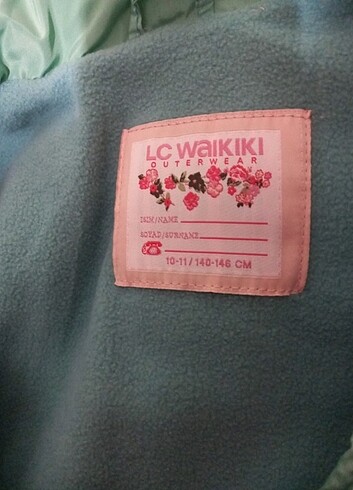 LC WAIKIKI
OUTERWEAR
İSİM/NAME
SOYAD/SURNAME:
10-11/140-146 CM